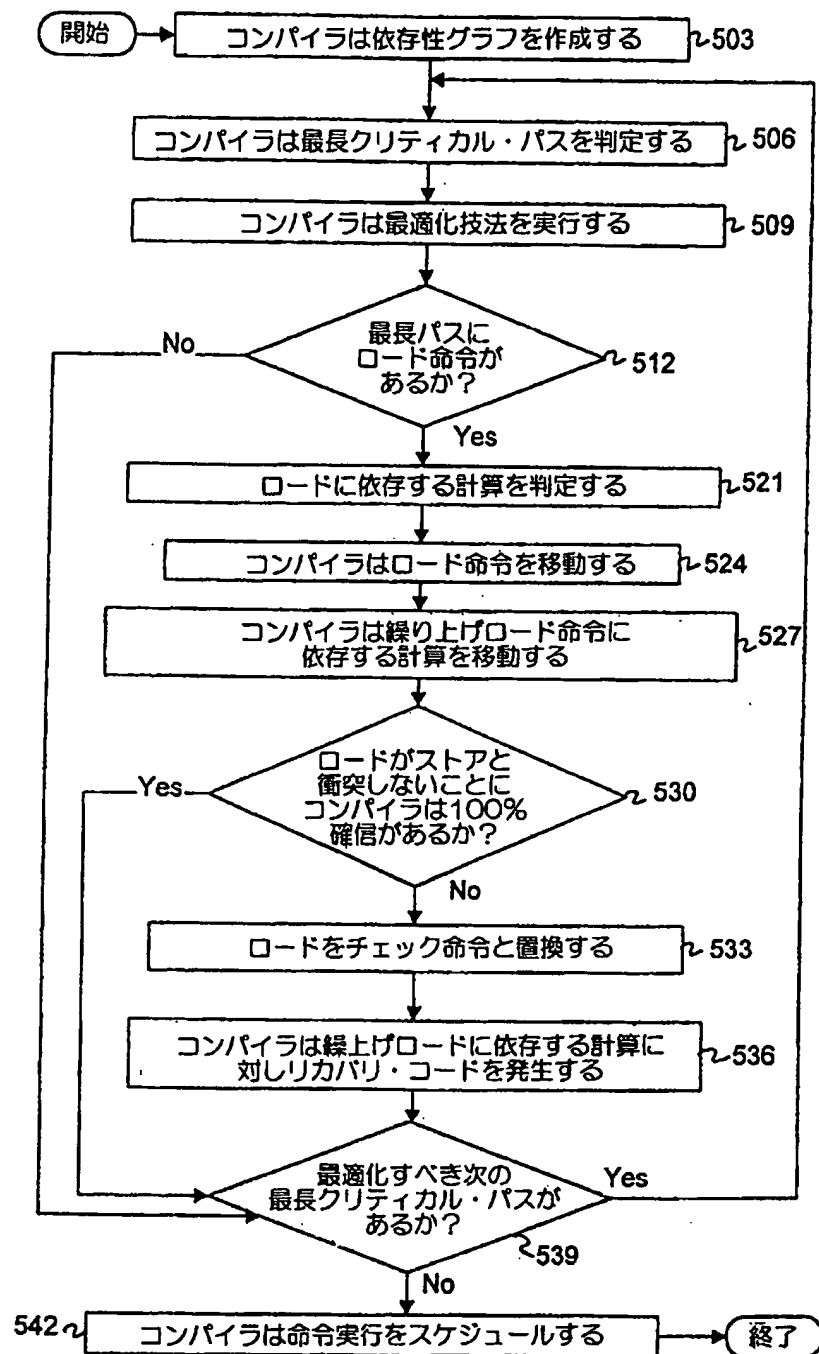 開始
コンパイラは依存性グラフを作成する
503
コンパイラは最長クリティカル・パスを判定する
506
コンパイラは最適化技法を実行する
509
最長パスに
ロード命令が
あるか？
512
No
Yes
ロードに依存する計算を判定する
521
コンパイラはロード命令を移動する
524
コンパイラは繰り上げロード命令に
依存する計算を移動する
527
ロードがストアと
衝突しないことに
コンパイラは100%
確信があるか？
530
Yes
No
ロードをチェック命令と置換する
533
コンパイラは繰上げロードに依存する計算に
対しリカバリ・コードを発生する
536
最適化すべき次の
最長クリティカル・パスが
あるか？
539
Yes
No
542
コンパイラは命令実行をスケジュールする
終了